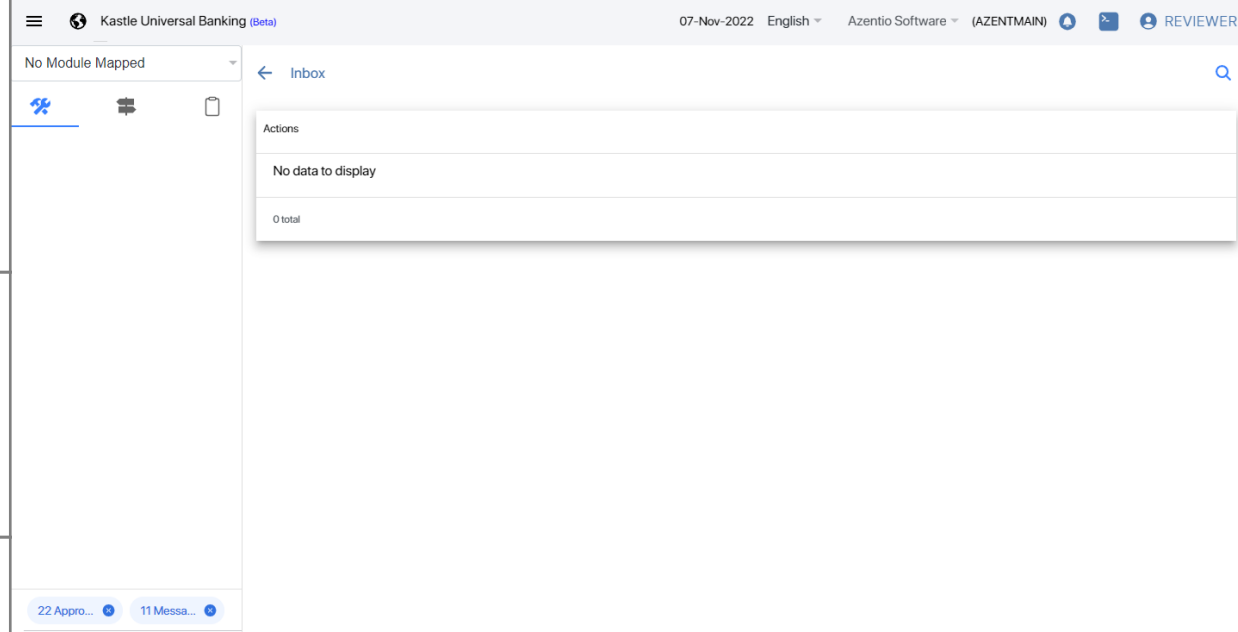 Kastle Universal Banking (Beta)
07-Nov-2022 English Azentio Software (AZENTMAIN) REVIEWER
No Module Mapped
Inbox
Actions
No data to display
0 total
22 Appro... 11 Messa...